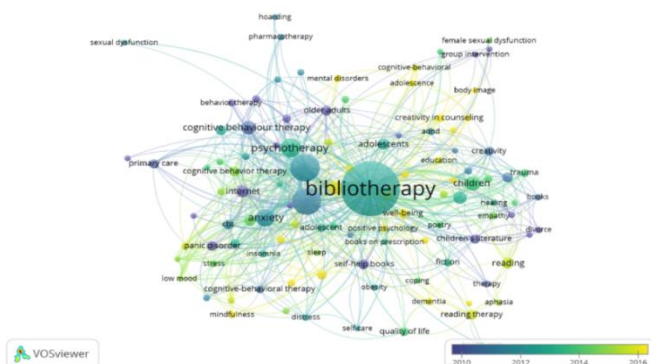 hoarding
pharmacotherapy
sexual dysfunction
female sexual dysfunction
group intervention
cognitive-behavioral
mental disorders
adolescence
body image
behavior therapy
older adults
creativity in counseling
cognitive behaviour therapy
adhd
psychotherapy
adolescents
creativity
primary care
education
cognitive behavior therapy
trauma
internet
bibliotherapy
children
books
healing
well-being
empathy
anxiety
cbt
adolescent
positive psychology
poetry
divorce
panic disorder
books on prescription
children's literature
insomnia
sleep
stress
self-help books
fiction
reading
low mood
coping
therapy
cognitive-behavioral therapy
obesity
dementia
aphasia
mindfulness
distress
reading therapy
selfcare
quality of life
VOSviewer
2010
2012
2014
2016